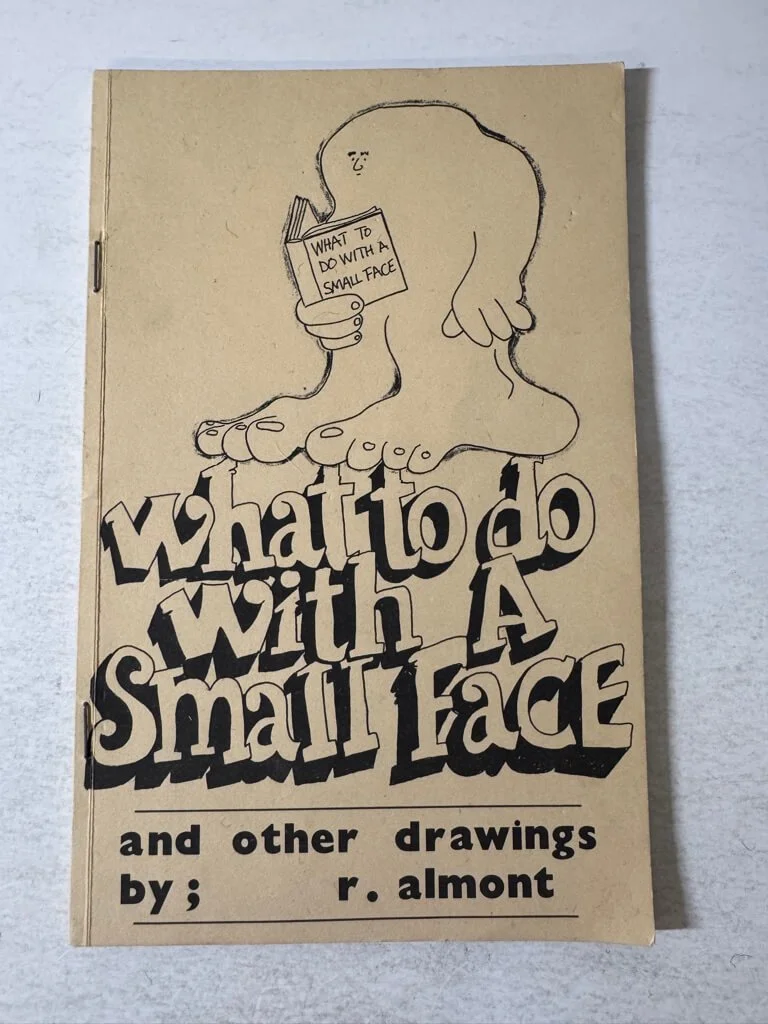 WHAT TO
DO WITH A
SMALL FACE
what to do
with A
Small FaCE
and other drawings
by; r. almont